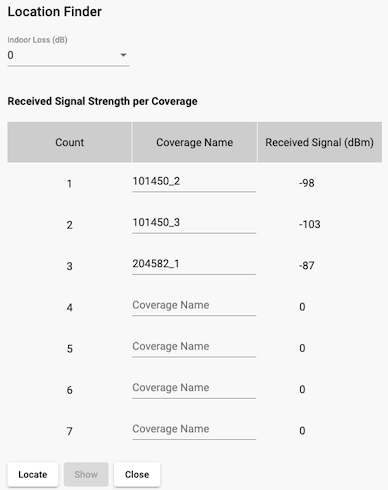 Location Finder
Indoor Loss (dB)
0
Received Signal Strength per Coverage
Count Coverage Name Received Signal (dBm)
1 101450_2 -98
2 101450_3 -103
3 204582_1 -87
4 Coverage Name 0
5 Coverage Name 0
6 Coverage Name 0
7 Coverage Name 0
Locate Show Close